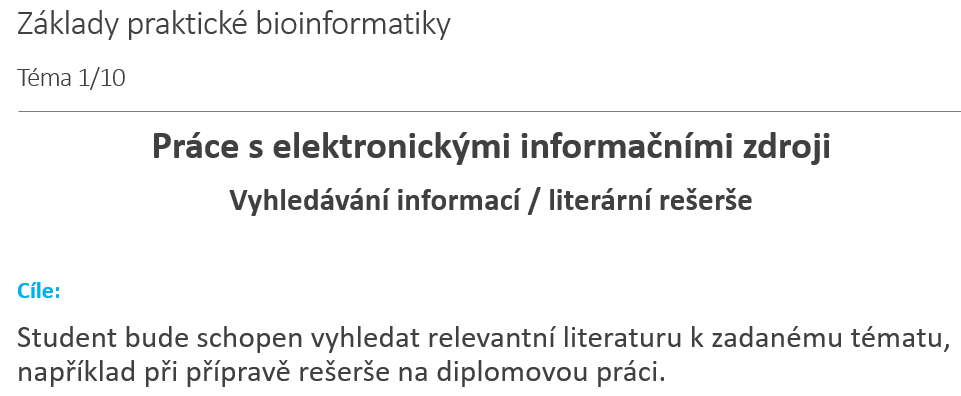 Základy praktické bioinformatiky
Téma 1/10
Práce s elektronickými informačními zdroji
Vyhledávání informací / literární rešerše
Cíle:
Student bude schopen vyhledat relevantní literaturu k zadanému tématu,
například při přípravě rešerše na diplomovou práci.